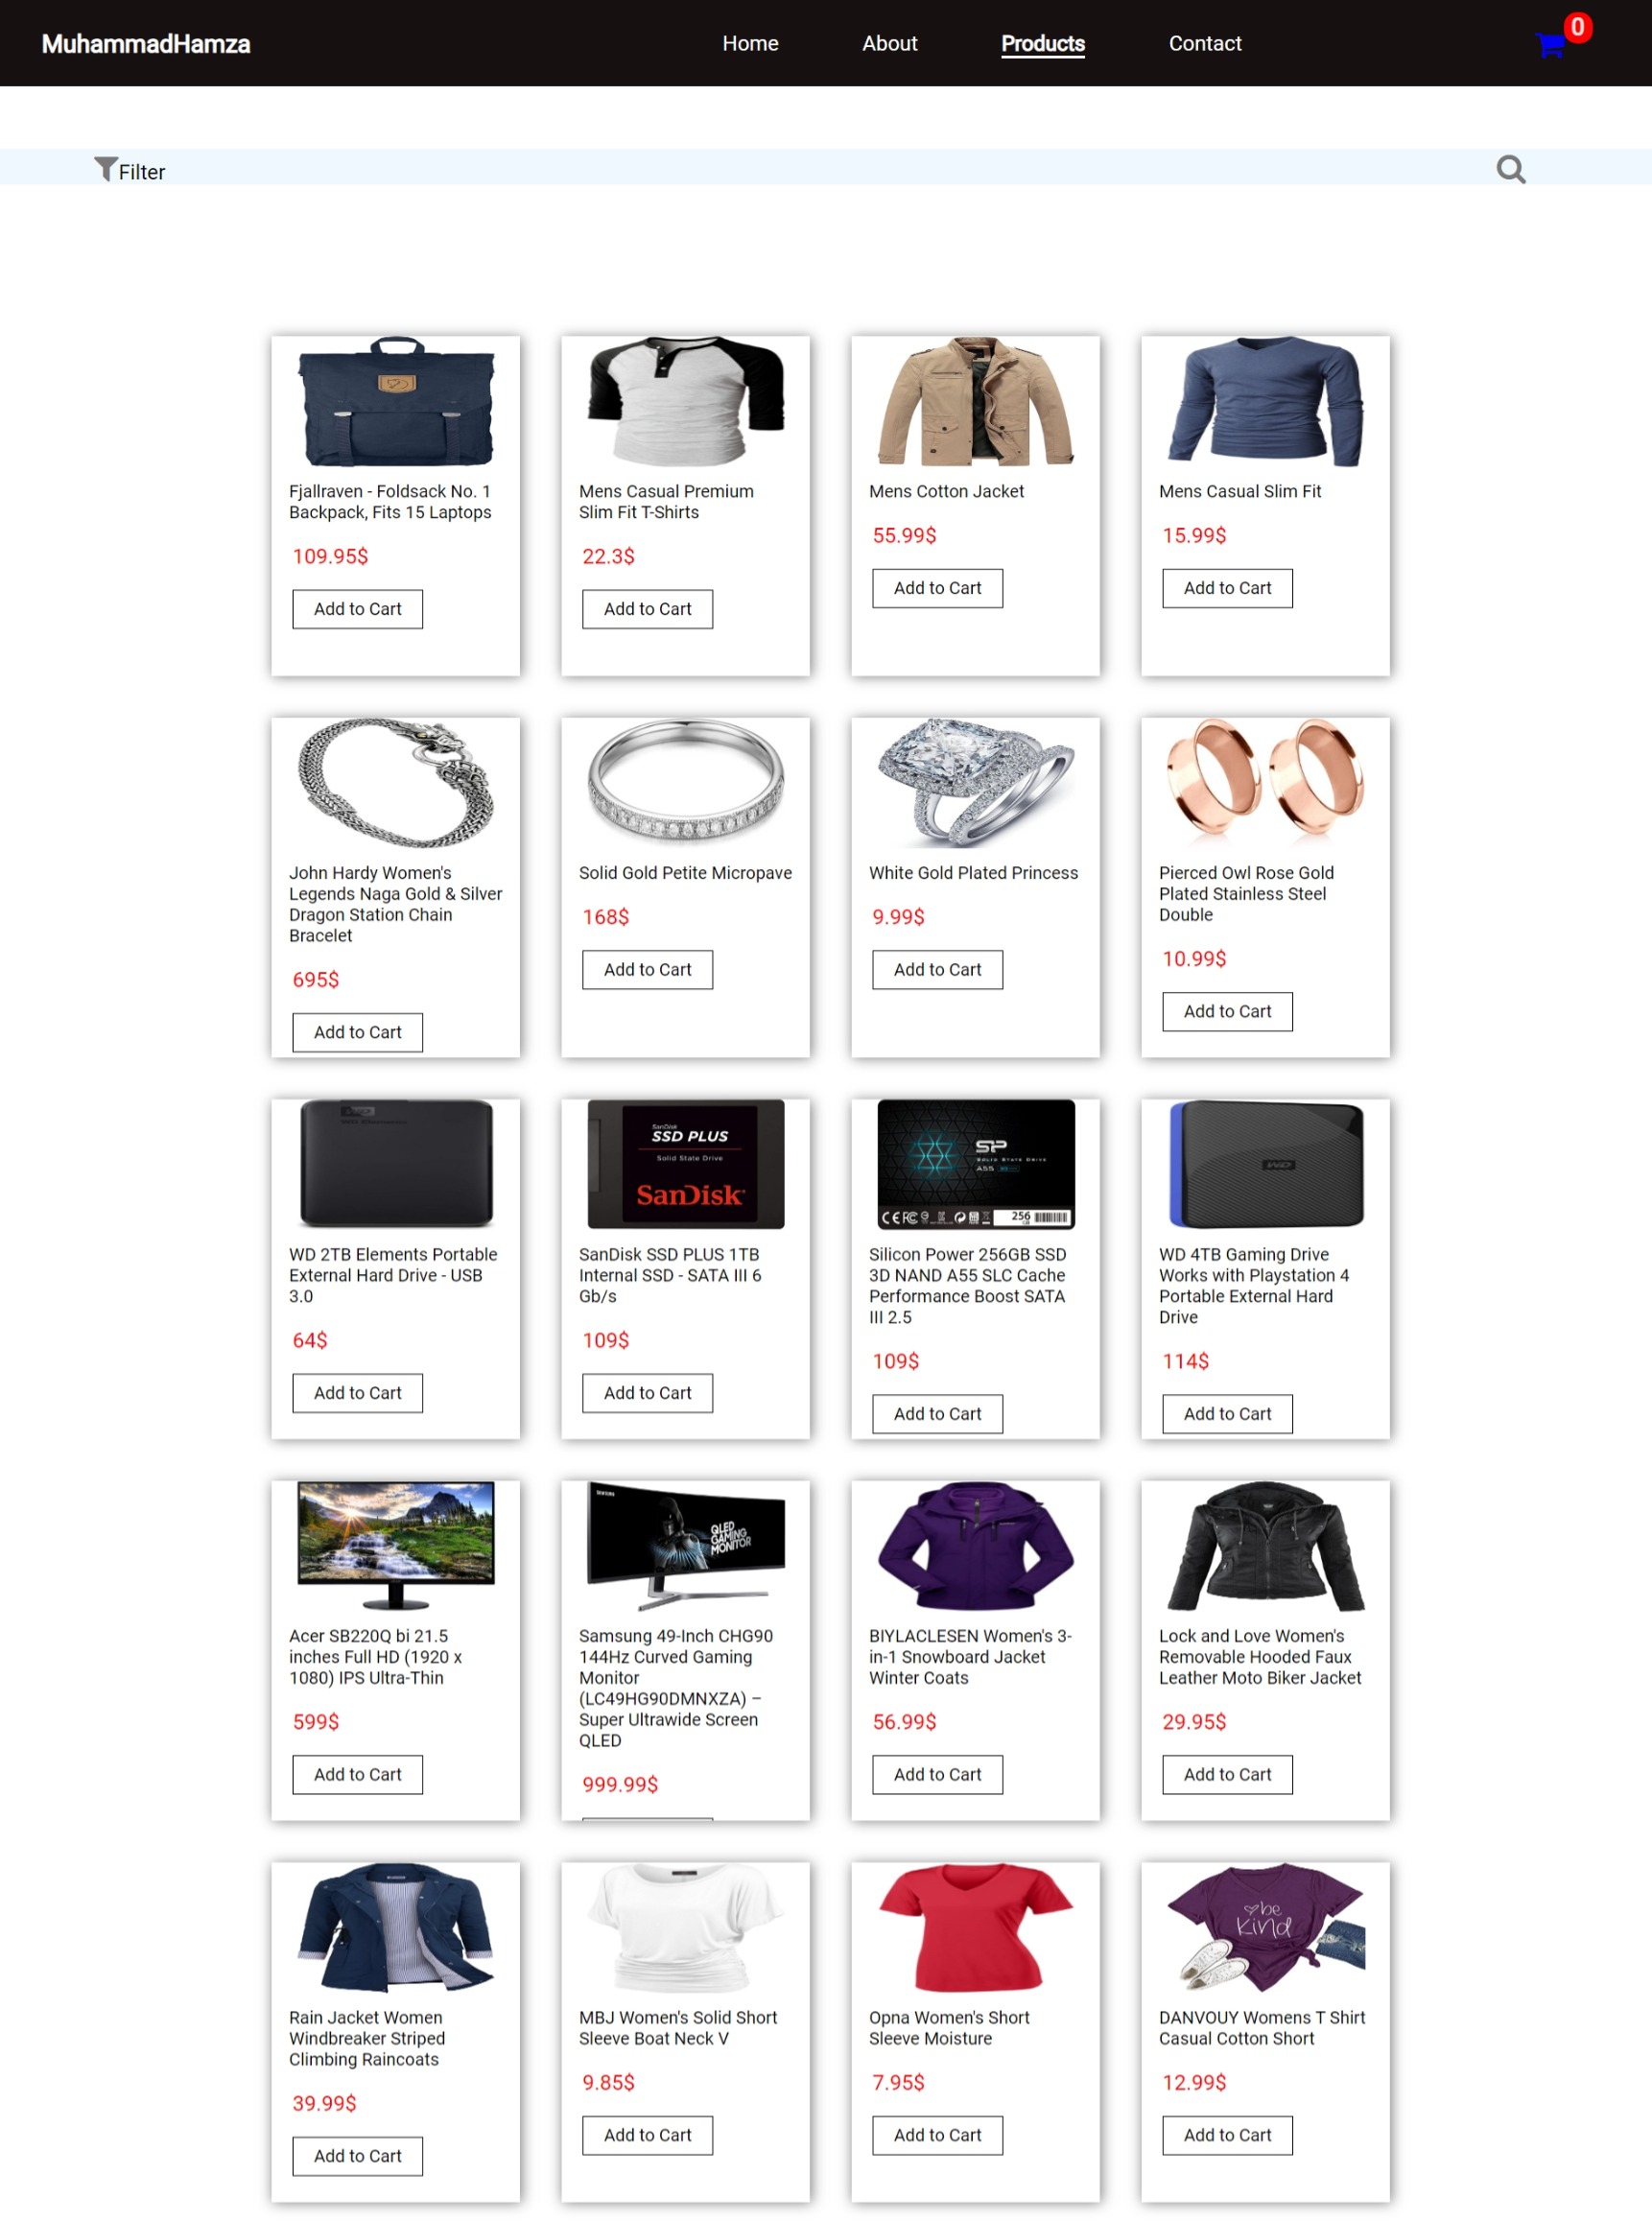 MuhammadHamza
Home
About
Products
Contact
0
Filter
Fjallraven - Foldsack No. 1
Backpack, Fits 15 Laptops
109.95$
Add to Cart
Mens Casual Premium
Slim Fit T-Shirts
22.3$
Add to Cart
Mens Cotton Jacket
55.99$
Add to Cart
Mens Casual Slim Fit
15.99$
Add to Cart
John Hardy Women's
Legends Naga Gold & Silver
Dragon Station Chain
Bracelet
695$
Add to Cart
Solid Gold Petite Micropave
168$
Add to Cart
White Gold Plated Princess
9.99$
Add to Cart
Pierced Owl Rose Gold
Plated Stainless Steel
Double
10.99$
Add to Cart
WD 2TB Elements Portable
External Hard Drive - USB
3.0
64$
Add to Cart
SanDisk
SSD PLUS
Solid State Drive
SanDisk
SanDisk SSD PLUS 1TB
Internal SSD - SATA III 6
Gb/s
109$
Add to Cart
SP
SOLID STATE DRIVE
A55
256
GB
Silicon Power 256GB SSD
3D NAND A55 SLC Cache
Performance Boost SATA
III 2.5
109$
Add to Cart
WD
WD 4TB Gaming Drive
Works with Playstation 4
Portable External Hard
Drive
114$
Add to Cart
Acer SB220Q bi 21.5
inches Full HD (1920 x
1080) IPS Ultra-Thin
599$
Add to Cart
SAMSUNG
QLED
GAMING
MONITOR
Samsung 49-Inch CHG90
144Hz Curved Gaming
Monitor
(LC49HG90DMNXZA) –
Super Ultrawide Screen
QLED
999.99$
BIYLACLESEN Women's 3-
in-1 Snowboard Jacket
Winter Coats
56.99$
Add to Cart
Lock and Love Women's
Removable Hooded Faux
Leather Moto Biker Jacket
29.95$
Add to Cart
Rain Jacket Women
Windbreaker Striped
Climbing Raincoats
39.99$
Add to Cart
MBJ Women's Solid Short
Sleeve Boat Neck V
9.85$
Add to Cart
Opna Women's Short
Sleeve Moisture
7.95$
Add to Cart
be
kind
DANVOUY Womens T Shirt
Casual Cotton Short
12.99$
Add to Cart